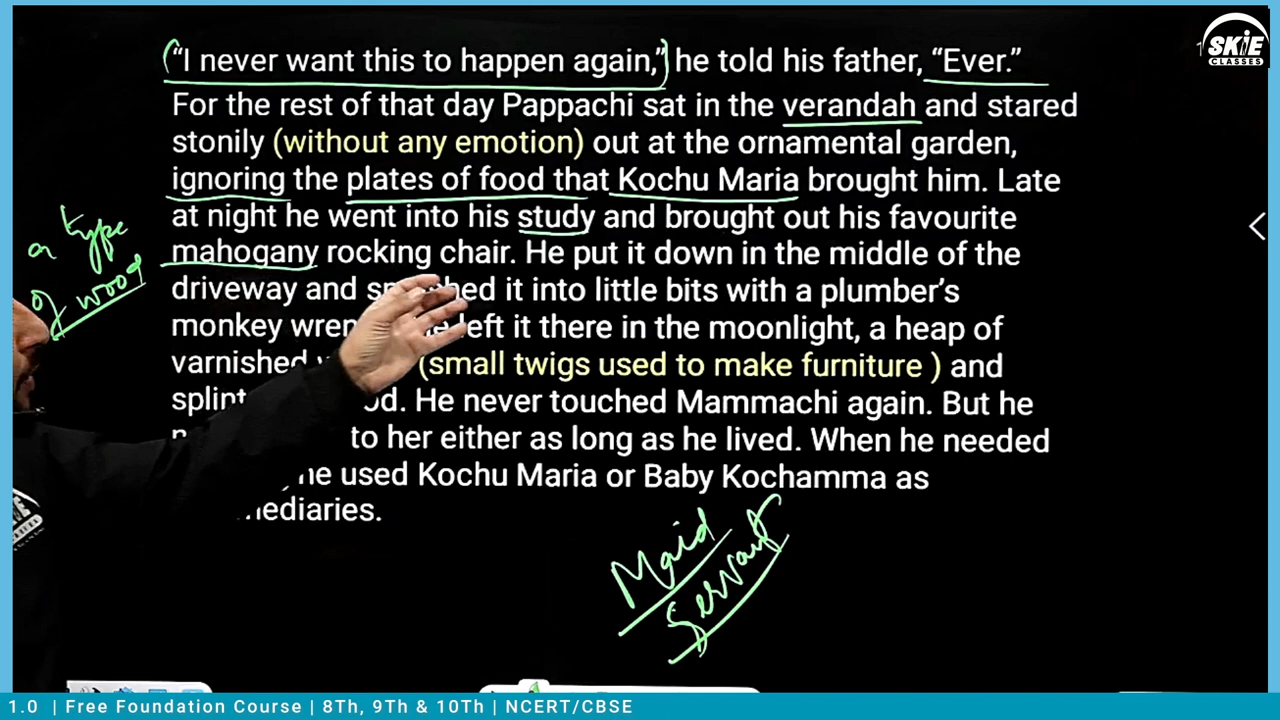 SKIE
CLASSES
“I never want this to happen again,” he told his father, “Ever.”
For the rest of that day Pappachi sat in the verandah and stared
stonily (without any emotion) out at the ornamental garden,
ignoring the plates of food that Kochu Maria brought him. Late
at night he went into his study and brought out his favourite
mahogany rocking chair. He put it down in the middle of the
driveway and it into little bits with a plumber’s
monkey left it there in the moonlight, a heap of
varnished (small twigs used to make furniture ) and
He never touched Mammachi again. But he
to her either as long as he lived. When he needed
he used Kochu Maria or Baby Kochamma as
a type
of wood
Maid
Servant
1.0 | Free Foundation Course | 8Th, 9Th & 10Th | NCERT/CBSE